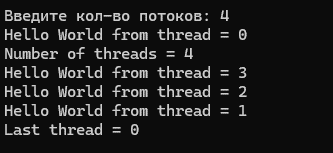 Введите кол-во потоков: 4
Hello World from thread = 0
Number of threads = 4
Hello World from thread = 3
Hello World from thread = 2
Hello World from thread = 1
Last thread = 0